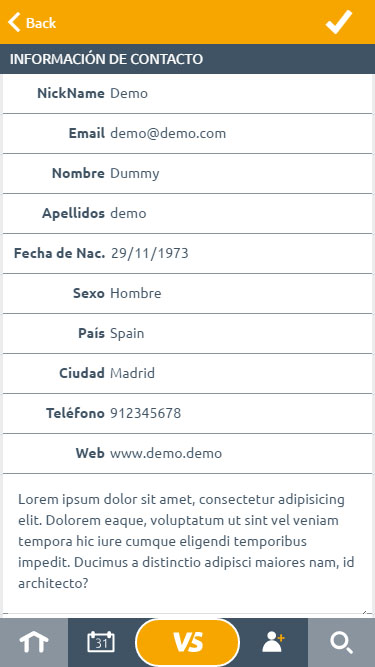 Back
INFORMACIÓN DE CONTACTO
NickName Demo
Email demo@demo.com
Nombre Dummy
Apellidos demo
Fecha de Nac. 29/11/1973
Sexo Hombre
País Spain
Ciudad Madrid
Teléfono 912345678
Web www.demo.demo
Lorem ipsum dolor sit amet, consectetur adipisicing
elit. Dolorem eaque, voluptatum ut sint vel veniam
tempora hic iure cumque eligendi temporibus
impedit. Ducimus a distinctio adipisci maiores nam, id
architecto?
31 VS